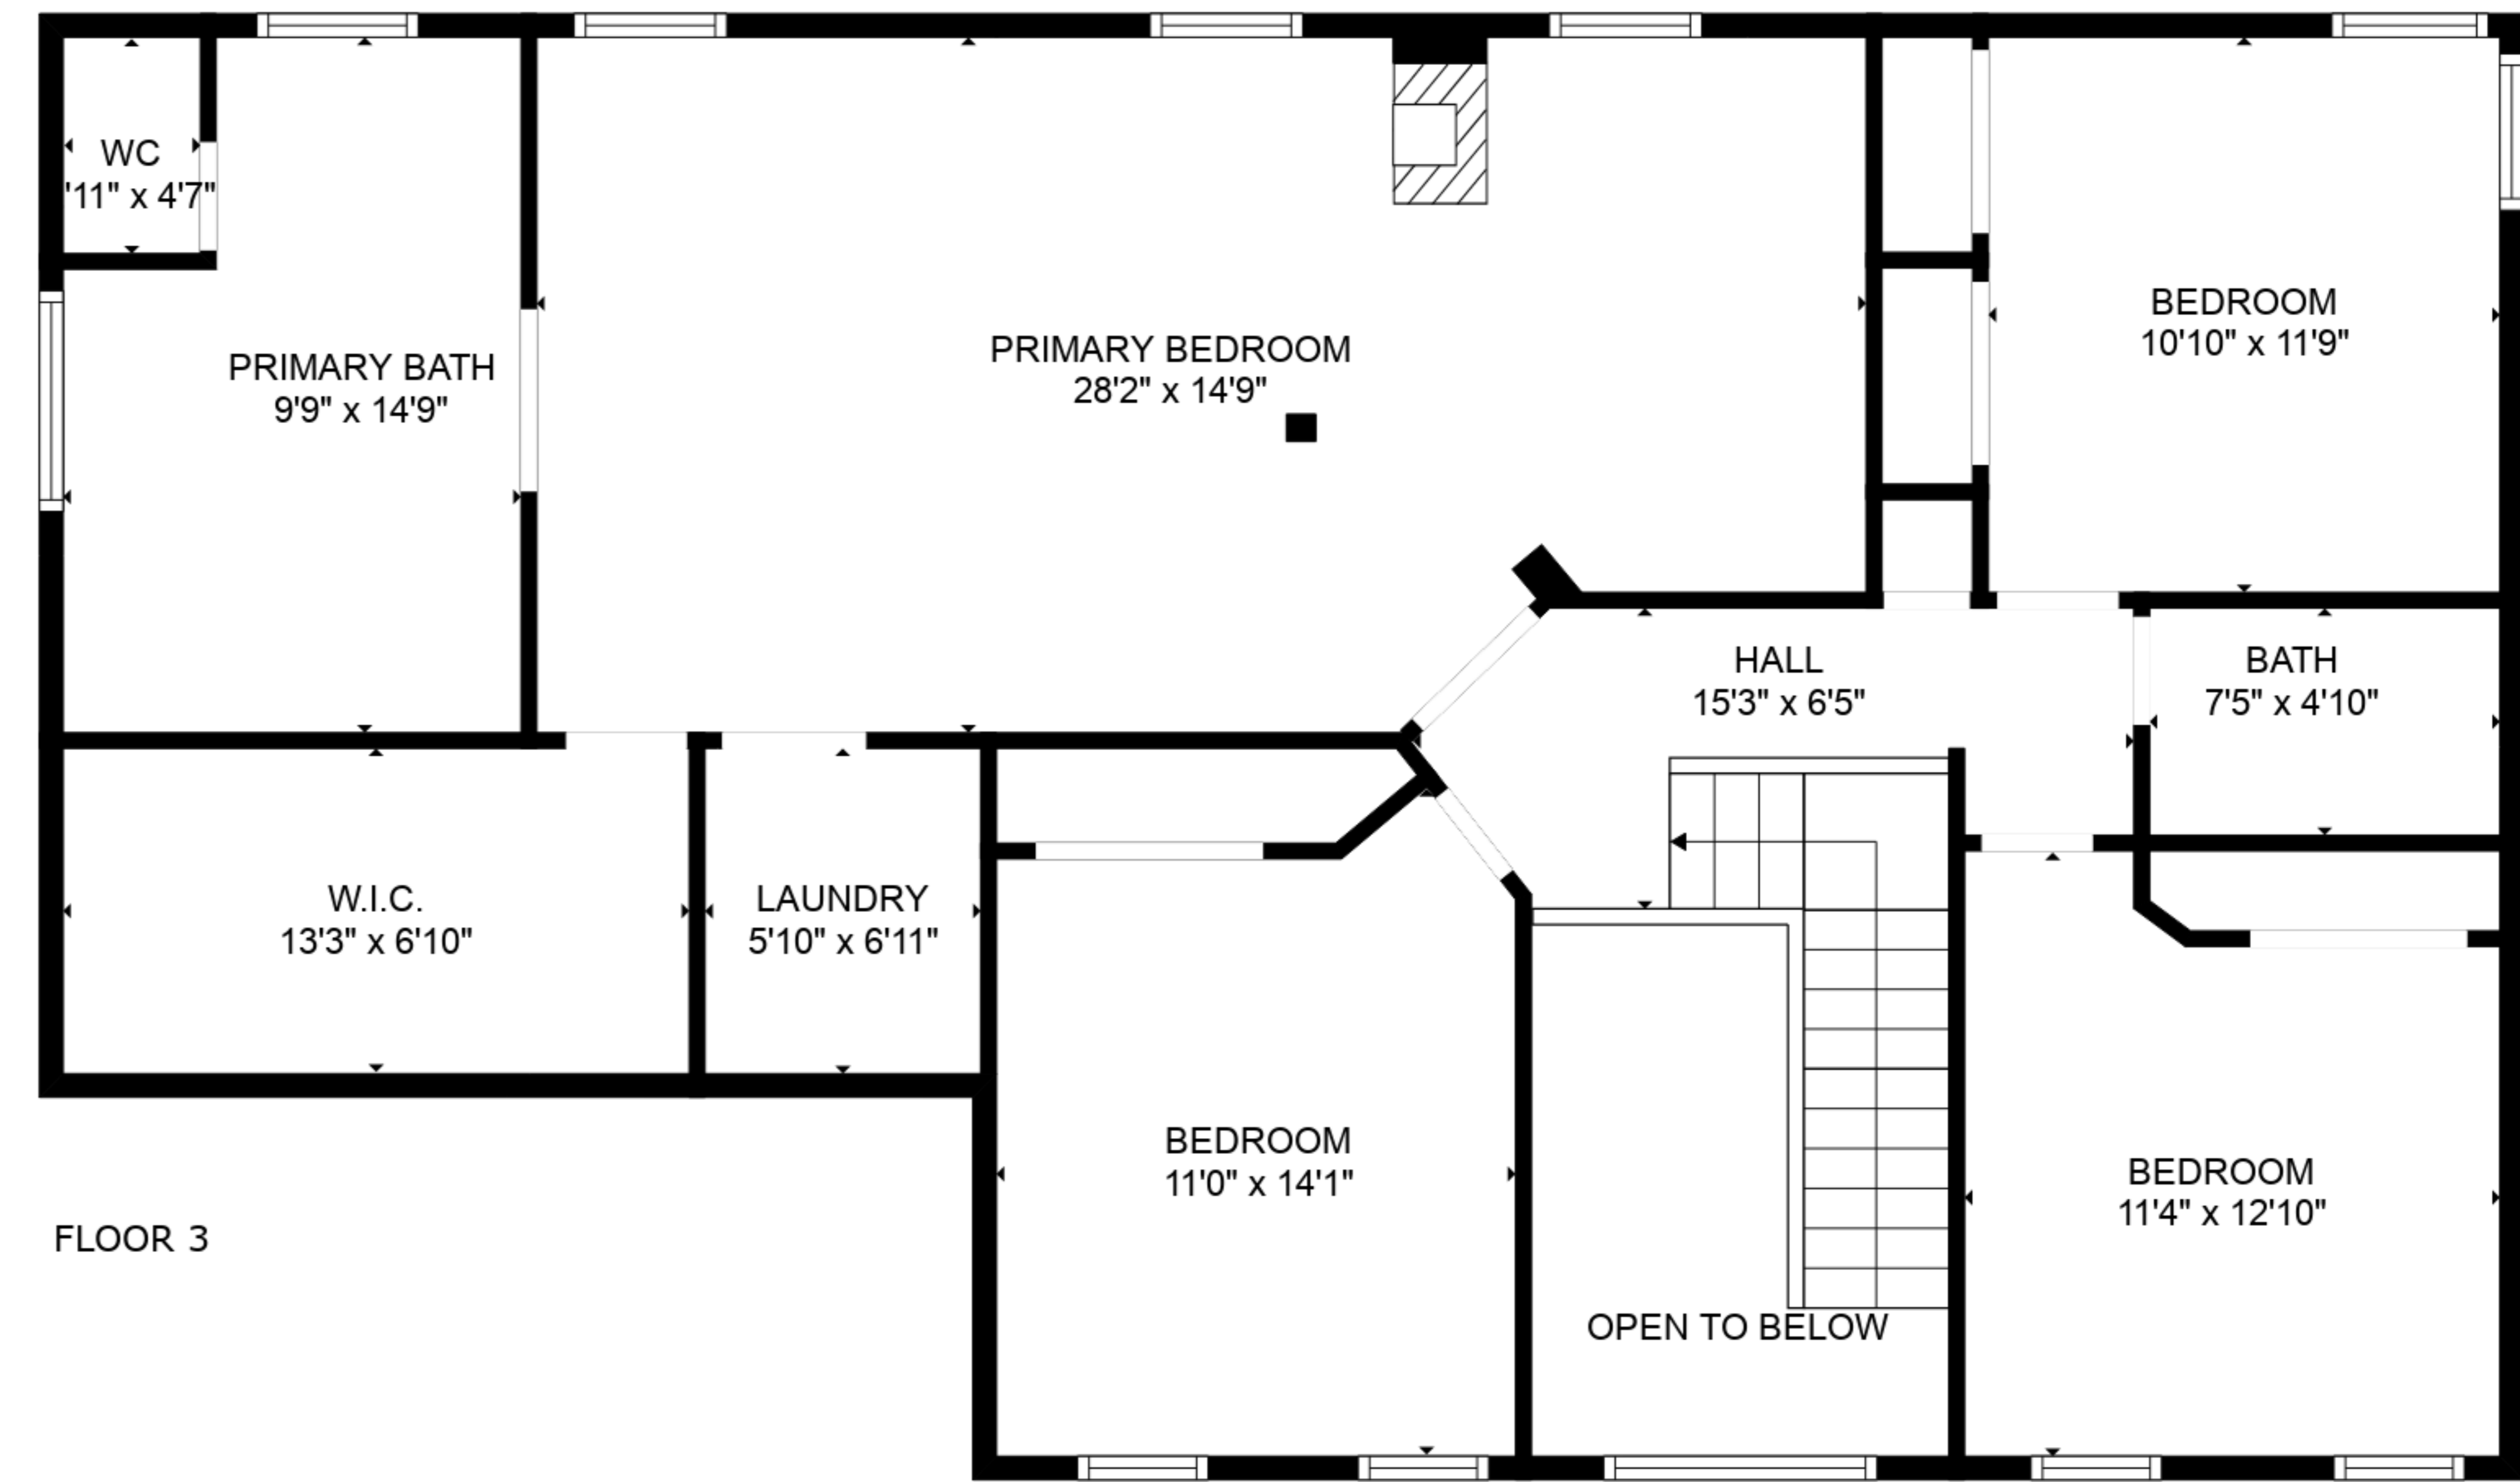 WC
'11" x 4'7"
PRIMARY BATH
9'9" x 14'9"
PRIMARY BEDROOM
28'2" x 14'9"
BEDROOM
10'10" x 11'9"
HALL
15'3" x 6'5"
BATH
7'5" x 4'10"
W.I.C.
13'3" x 6'10"
LAUNDRY
5'10" x 6'11"
BEDROOM
11'0" x 14'1"
BEDROOM
11'4" x 12'10"
OPEN TO BELOW
FLOOR 3